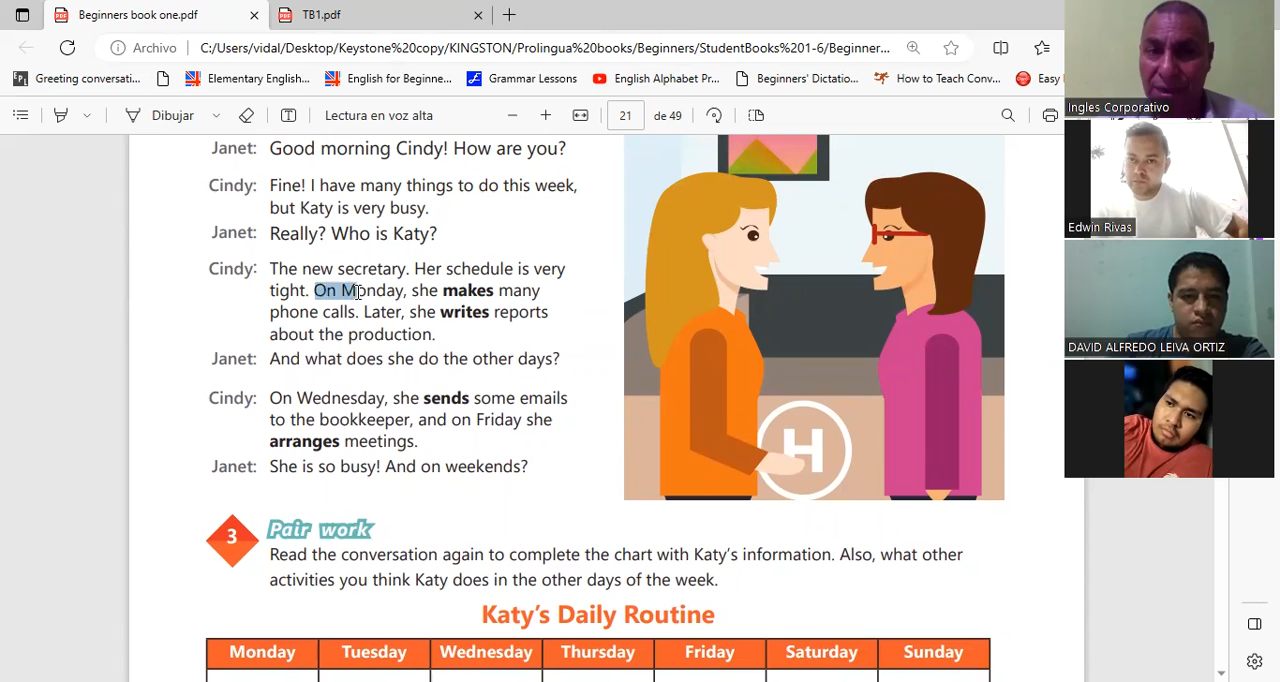 Beginners book one.pdf
TB1.pdf
Archivo
C:/Users/vidal/Desktop/Keystone%20copy/KINGSTON/Prolingua%20books/Beginners/StudentBooks%201-6/Beginner...
Greeting conversati...
Elementary English...
English for Beginne...
Grammar Lessons
English Alphabet Pr...
Beginners' Dictatio...
How to Teach Conv...
Easy
Dibujar
Lectura en voz alta
21
de 49
Janet: Good morning Cindy! How are you?
Cindy: Fine! I have many things to do this week,
but Katy is very busy.
Janet: Really? Who is Katy?
Cindy: The new secretary. Her schedule is very
tight. On Monday, she makes many
phone calls. Later, she writes reports
about the production.
Janet: And what does she do the other days?
Cindy: On Wednesday, she sends some emails
to the bookkeeper, and on Friday she
arranges meetings.
Janet: She is so busy! And on weekends?
H
3
Pair work
Read the conversation again to complete the chart with Katy's information. Also, what other
activities you think Katy does in the other days of the week.
Katy's Daily Routine
Monday Tuesday Wednesday Thursday Friday Saturday Sunday
Ingles Corporativo
Edwin Rivas
DAVID ALFREDO LEIVA ORTIZ